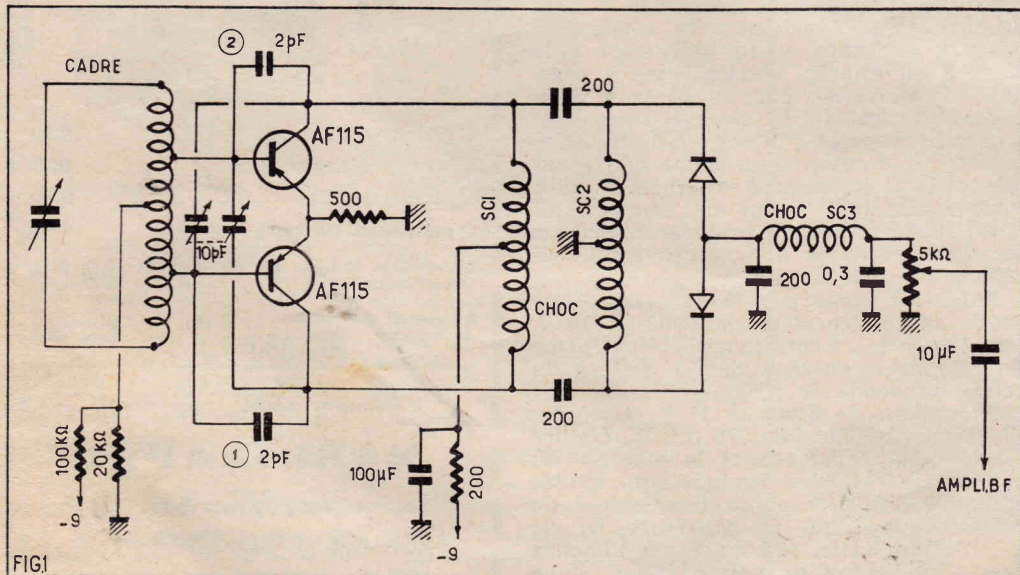 ② 2pF
CADRE
200
AF115
500
10pF
AF115
SC1
SC2
CHOC
CHOC SC3
200
0,3
5kΩ
10µF
200
① 2pF
100KΩ
20KΩ
-9
100µF
200
-9
AMPLI.BF
FIG.1